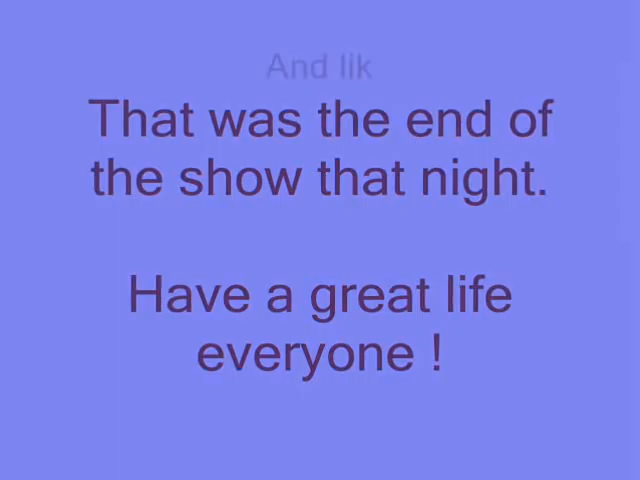 And lik
That was the end of
the show that night.
Have a great life
everyone !